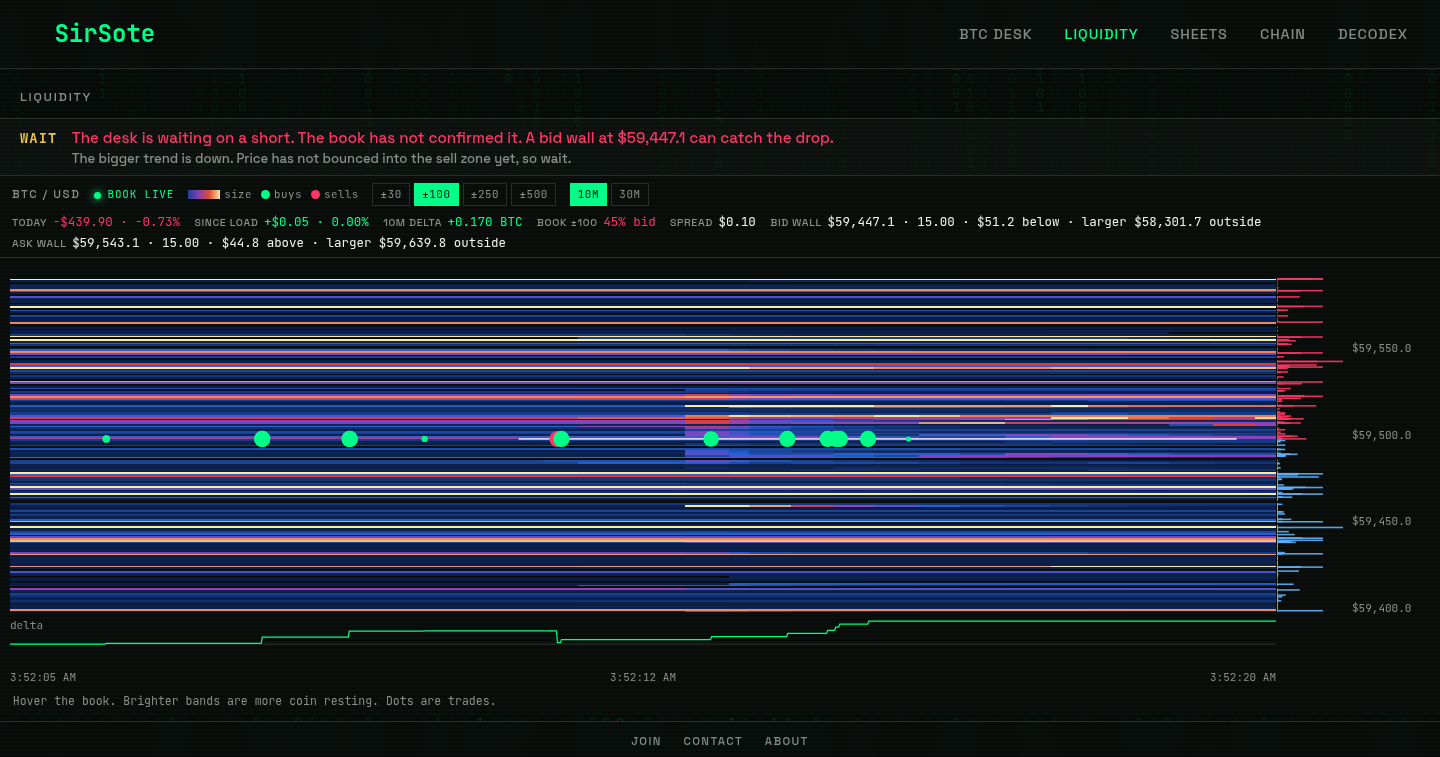 SirSote
BTC DESK LIQUIDITY SHEETS CHAIN DECODEX
LIQUIDITY
WAIT The desk is waiting on a short. The book has not confirmed it. A bid wall at $59,447.1 can catch the drop.
The bigger trend is down. Price has not bounced into the sell zone yet, so wait.
BTC / USD BOOK LIVE size buys sells ±30 ±100 ±250 ±500 10M 30M
TODAY -$439.90 · -0.73% SINCE LOAD +$0.05 · 0.00% 10M DELTA +0.170 BTC BOOK ±100 45% bid SPREAD $0.10 BID WALL $59,447.1 · 15.00 · $51.2 below · larger $58,301.7 outside
ASK WALL $59,543.1 · 15.00 · $44.8 above · larger $59,639.8 outside
$59,550.0
$59,500.0
$59,450.0
$59,400.0
delta
3:52:05 AM 3:52:12 AM 3:52:20 AM
Hover the book. Brighter bands are more coin resting. Dots are trades.
JOIN CONTACT ABOUT